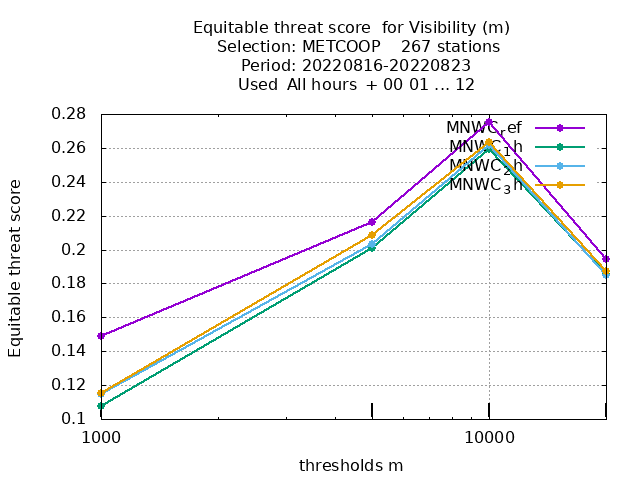 Equitable threat score for Visibility (m)
Selection: METCOOP 267 stations
Period: 20220816-20220823
Used All hours + 00 01 ... 12
0.28
0.26
0.24
0.22
0.2
0.18
0.16
0.14
0.12
0.1
Equitable threat score
MNWC_ref
MNWC_1h
MNWC_2h
MNWC_3h
1000
10000
thresholds m